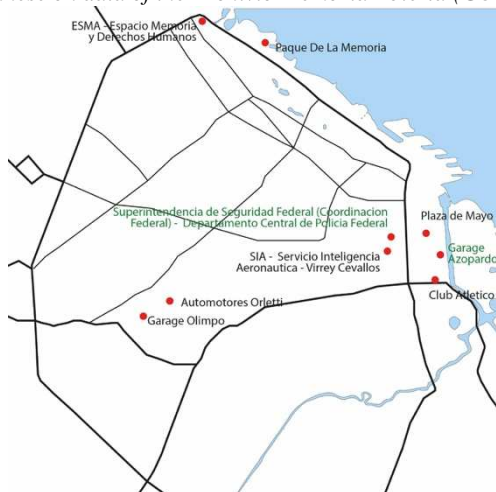 ESMA - Espacio Memoria
y Derechos Humanos
Paque De La Memoria
Superintendencia de Seguridad Federal (Coordinacion
Federal) - Departamento Central de Policia Federal
Plaza de Mayo
Garage
Azopardo
SIA - Servicio Inteligencia
Aeronautica - Virrey Cevallos
Club Atletico
Automotores Orletti
Garage Olimpo